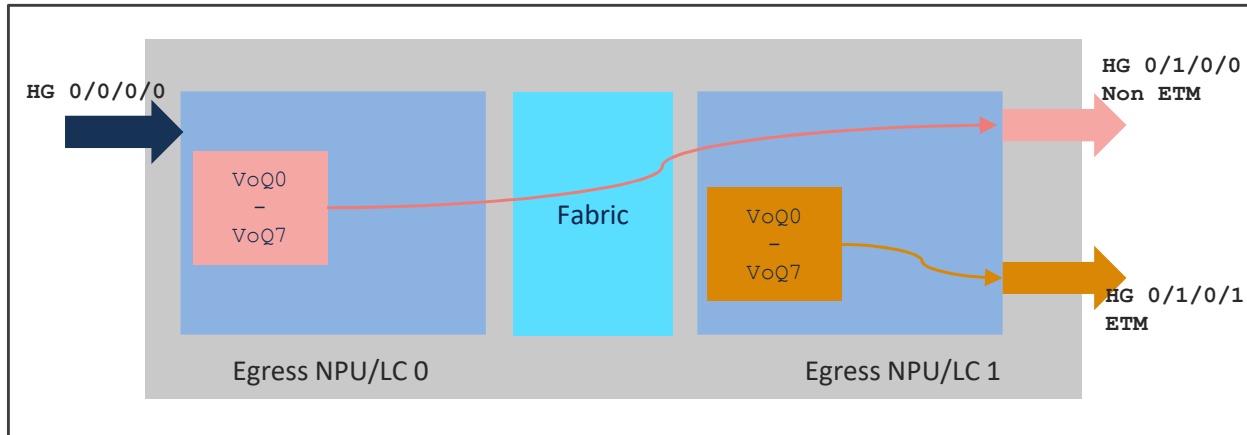 HG 0/0/0/0
VoQ0
–
VoQ7
Egress NPU/LC 0
Fabric
VoQ0
–
VoQ7
Egress NPU/LC 1
HG 0/1/0/0
Non ETM
HG 0/1/0/1
ETM